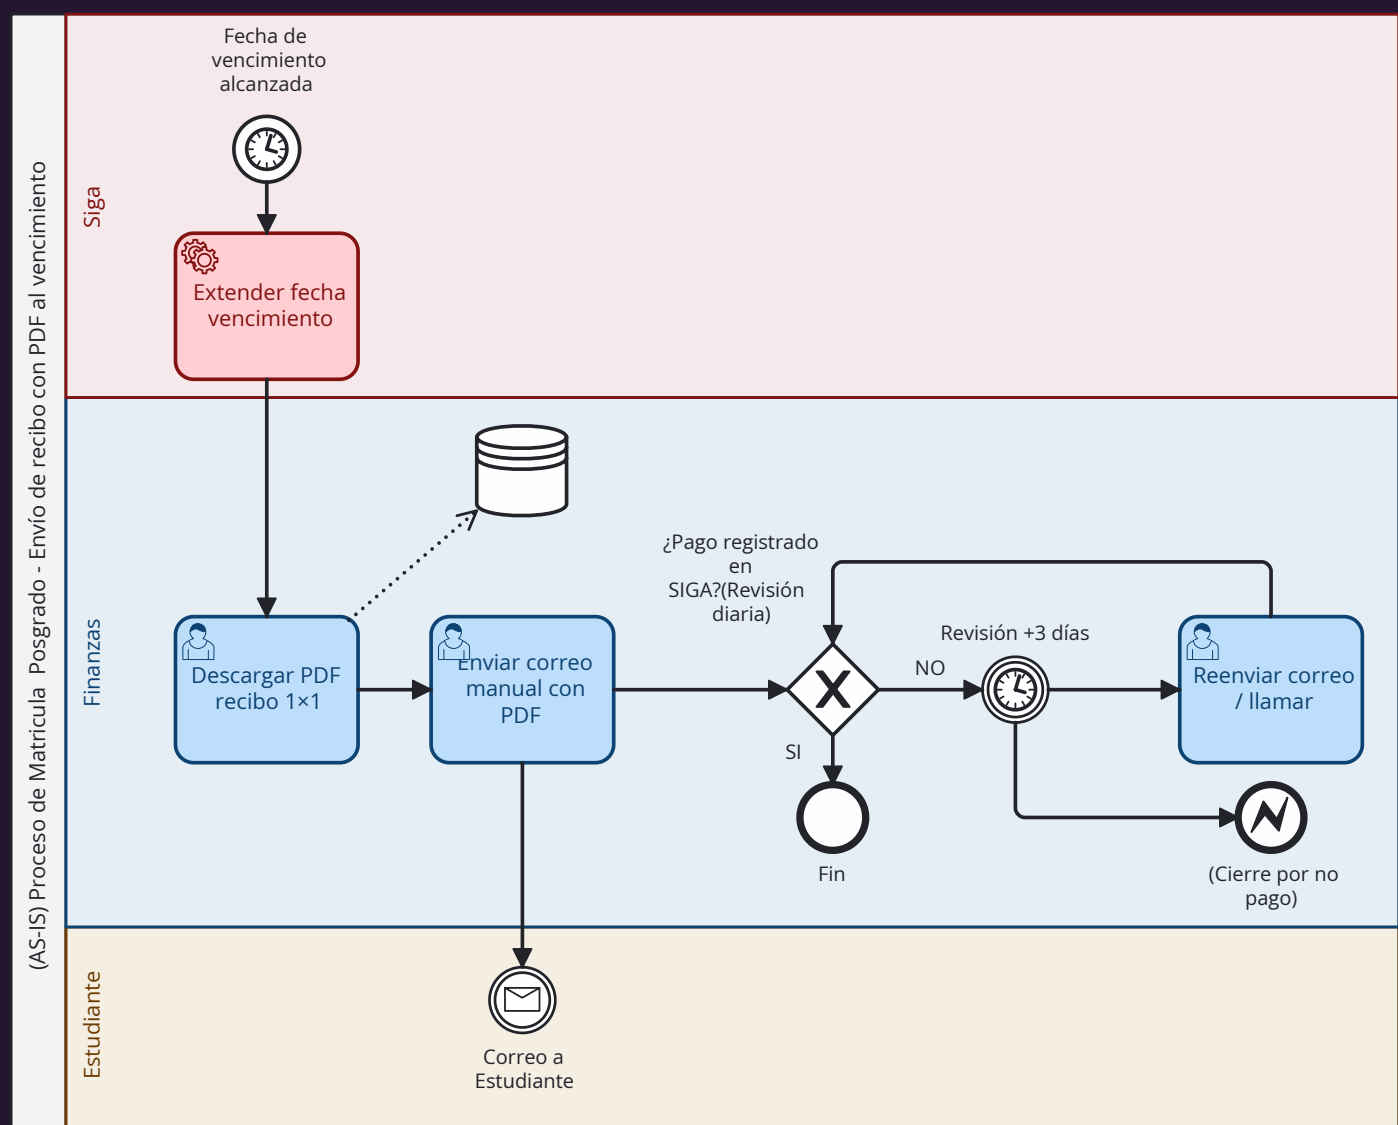 (AS-IS) Proceso de Matricula Posgrado - Envío de recibo con PDF al vencimiento
Siga
Fecha de
vencimiento
alcanzada
Extender fecha
vencimiento
Finanzas
Descargar PDF
recibo 1×1
Enviar correo
manual con
PDF
¿Pago registrado
en
SIGA?(Revisión
diaria)
NO
SI
Fin
Revisión +3 días
Reenviar correo
/ llamar
(Cierre por no
pago)
Estudiante
Correo a
Estudiante